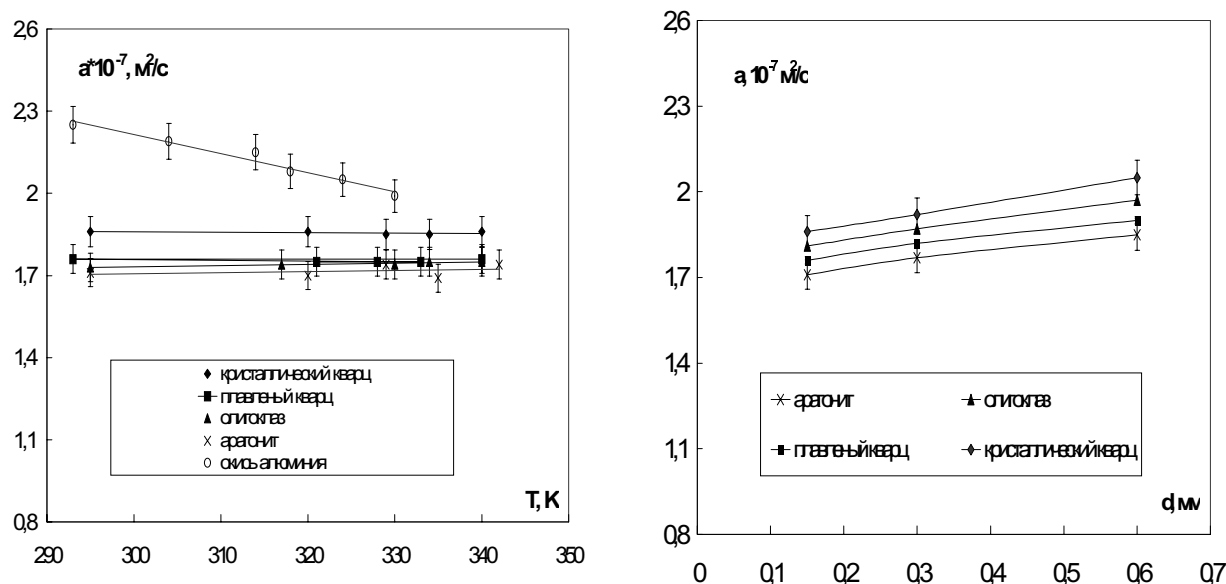 a*10⁻⁷, м²/с
2,6
2,3
2
1,7
1,4
1,1
0,8
кристаллический кварц
плавленый кварц
олигоклаз
арагонит
окись алюминия
T, K
290 300 310 320 330 340 350
a, 10⁻⁷ м²/с
2,6
2,3
2
1,7
1,4
1,1
0,8
арагонит олигоклаз
плавленый кварц кристаллический кварц
d, мм
0 0,1 0,2 0,3 0,4 0,5 0,6 0,7